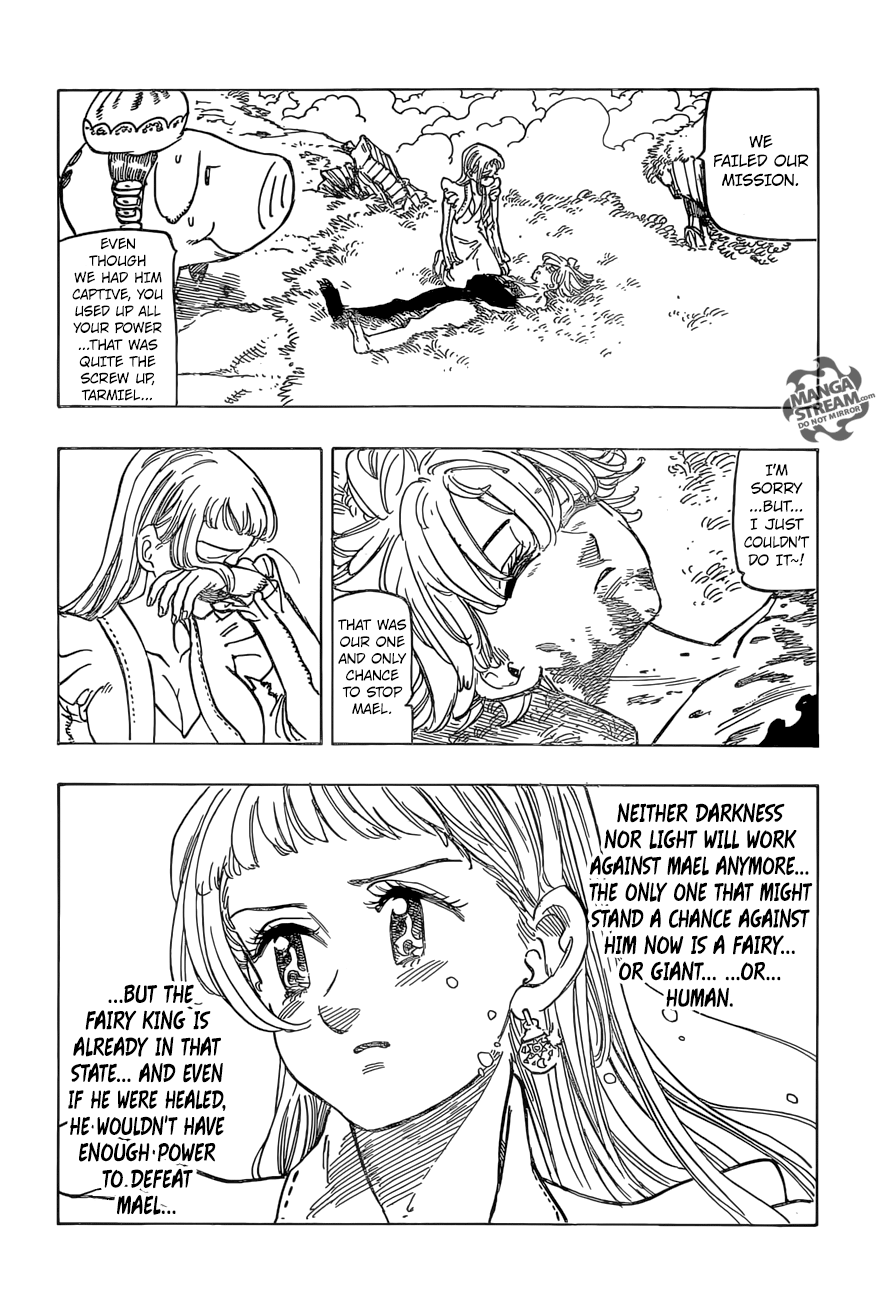 WE
FAILED OUR
MISSION.
EVEN
THOUGH
WE HAD HIM
CAPTIVE, YOU
USED UP ALL
YOUR POWER
...THAT WAS
QUITE THE
SCREW UP,
TARMIEL...
MANGA
STREAM.com
DO NOT MIRROR
I'M
SORRY
...BUT...
I JUST
COULDN'T
DO IT~!
THAT WAS
OUR ONE
AND ONLY
CHANCE
TO STOP
MAEL.
NEITHER DARKNESS
NOR LIGHT WILL WORK
AGAINST MAEL ANYMORE...
THE ONLY ONE THAT MIGHT
STAND A CHANCE AGAINST
HIM NOW IS A FAIRY...
OR GIANT... ...OR...
HUMAN.
...BUT THE
FAIRY KING IS
ALREADY IN THAT
STATE... AND EVEN
IF HE WERE HEALED,
HE WOULDN'T HAVE
ENOUGH POWER
TO DEFEAT
MAEL...